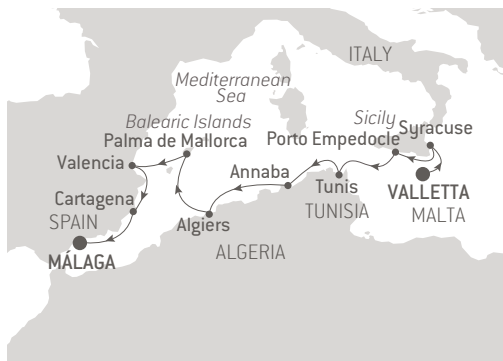 ITALY
Mediterranean
Sea
Balearic Islands
Sicily
Syracuse
Palma de Mallorca
Porto Empedocle
Valencia
Annaba
Tunis
VALLETTA
Cartagena
TUNISIA
MALTA
SPAIN
Algiers
ALGERIA
MÁLAGA